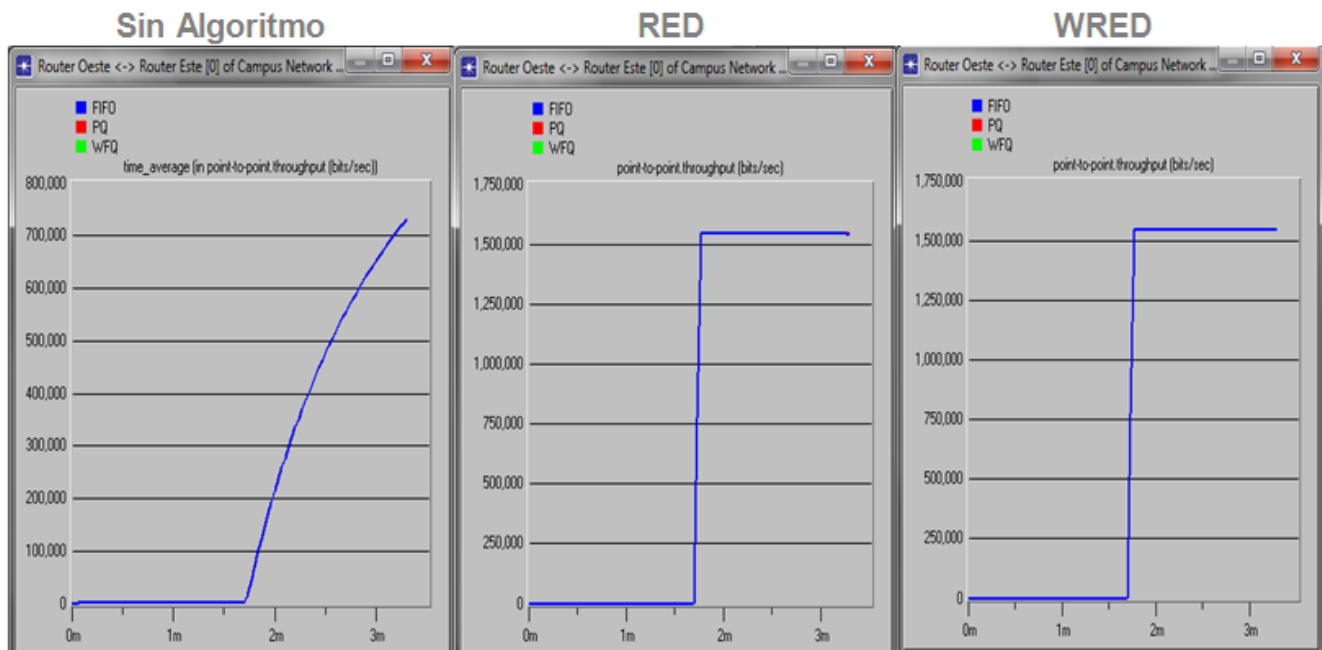 Sin Algoritmo
Router Oeste <-> Router Este [0] of Campus Network ...
FIFO
PQ
WFQ
time_average (in point-to-point.throughput (bits/sec))
800,000
700,000
600,000
500,000
400,000
300,000
200,000
100,000
0
0m 1m 2m 3m
RED
Router Oeste <-> Router Este [0] of Campus Network ...
FIFO
PQ
WFQ
point-to-point.throughput (bits/sec)
1,750,000
1,500,000
1,250,000
1,000,000
750,000
500,000
250,000
0
0m 1m 2m 3m
WRED
Router Oeste <-> Router Este [0] of Campus Network ...
FIFO
PQ
WFQ
point-to-point.throughput (bits/sec)
1,750,000
1,500,000
1,250,000
1,000,000
750,000
500,000
250,000
0
0m 1m 2m 3m